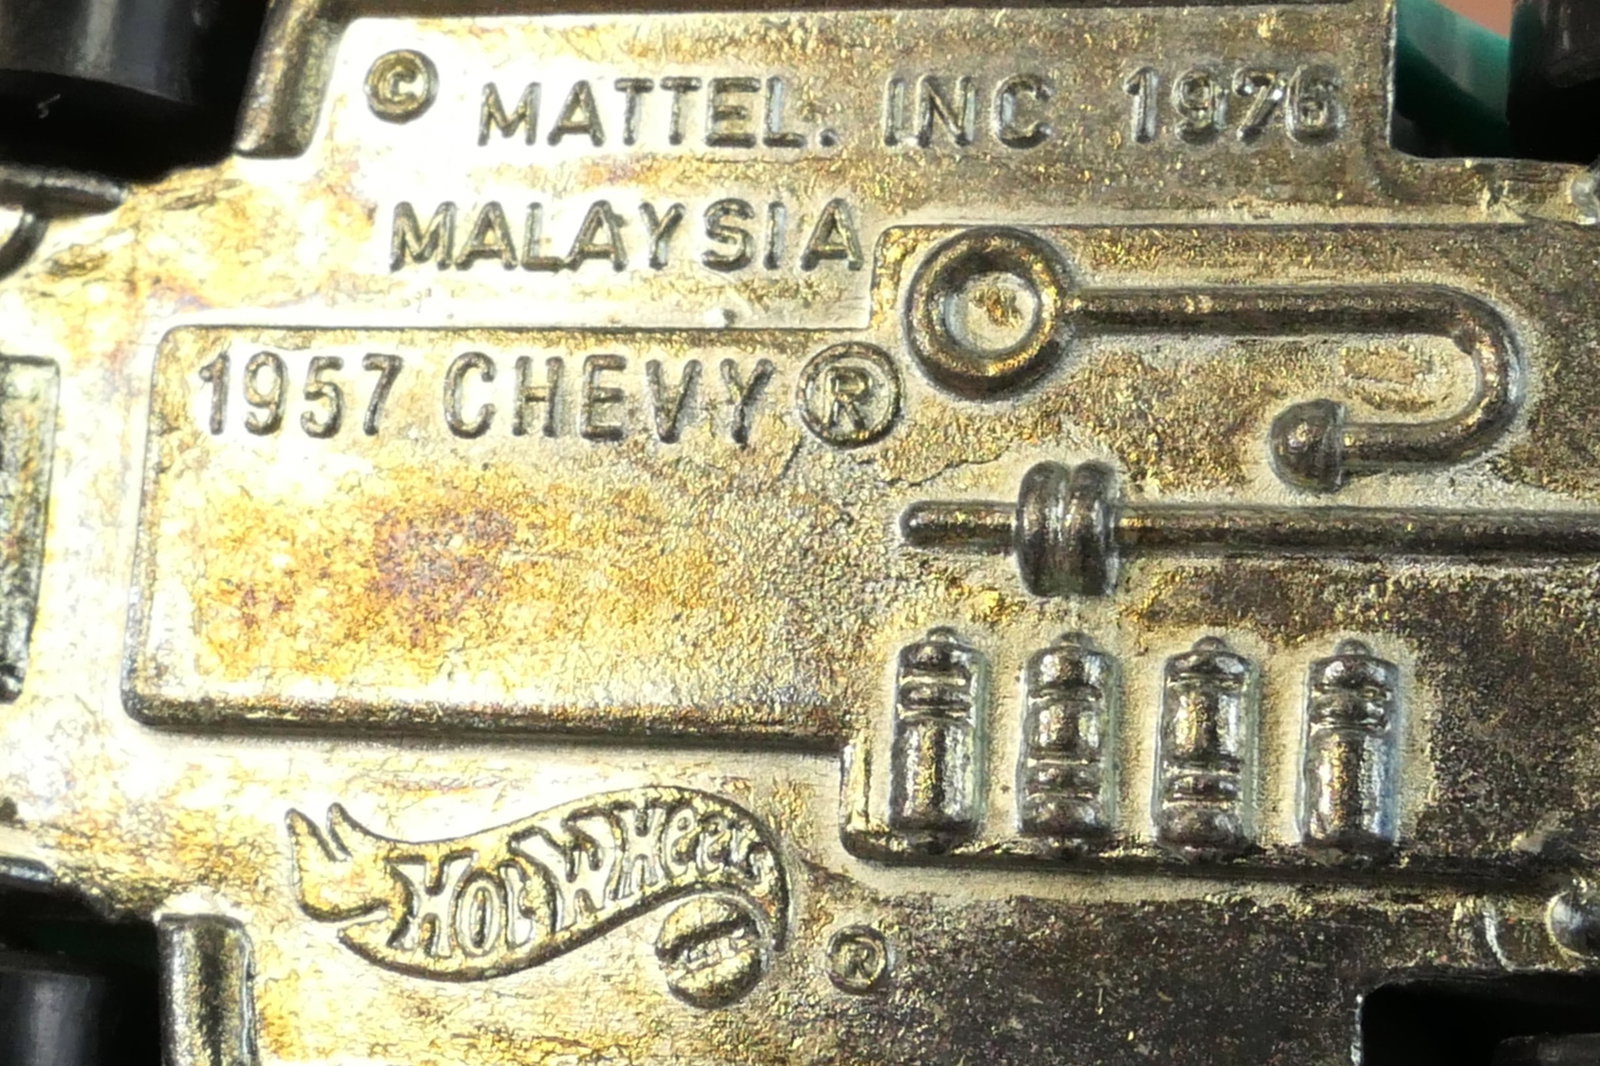 © MATTEL. INC 1976
MALAYSIA
1957 CHEVY®
HOT WHeeLs ®